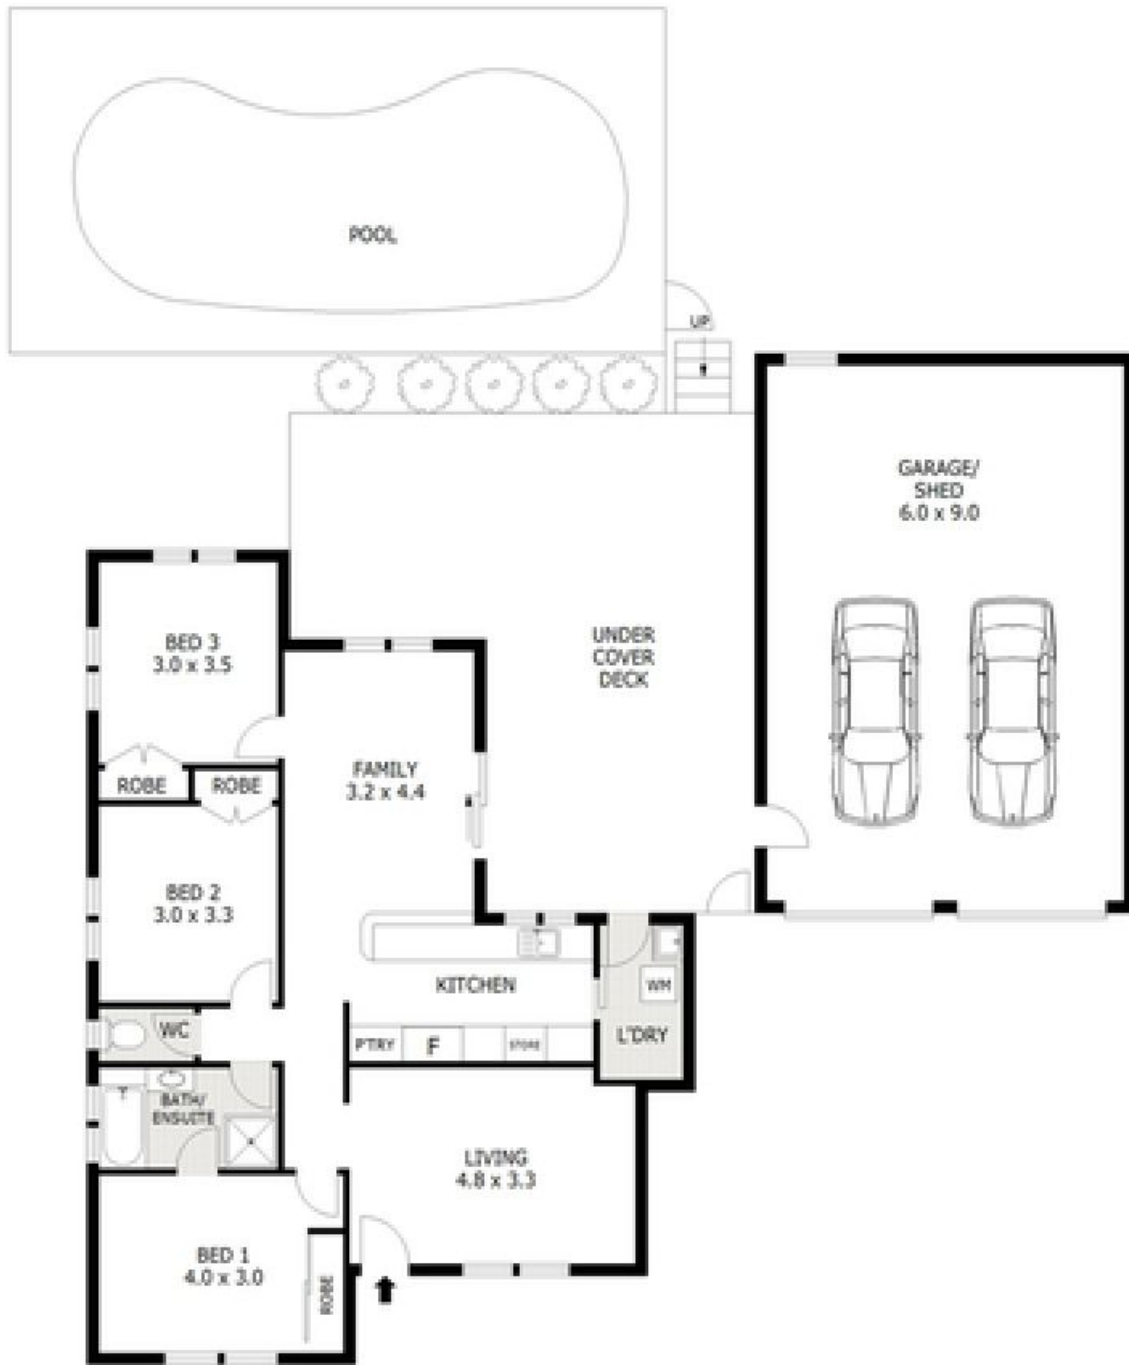 POOL
UP
GARAGE/
SHED
6.0 x 9.0
BED 3
3.0 x 3.5
UNDER
COVER
DECK
ROBE
ROBE
FAMILY
3.2 x 4.4
BED 2
3.0 x 3.3
KITCHEN
WM
WC
P'TRY
F
STORE
L'DRY
BATH/
ENSUITE
LIVING
4.8 x 3.3
BED 1
4.0 x 3.0
ROBE